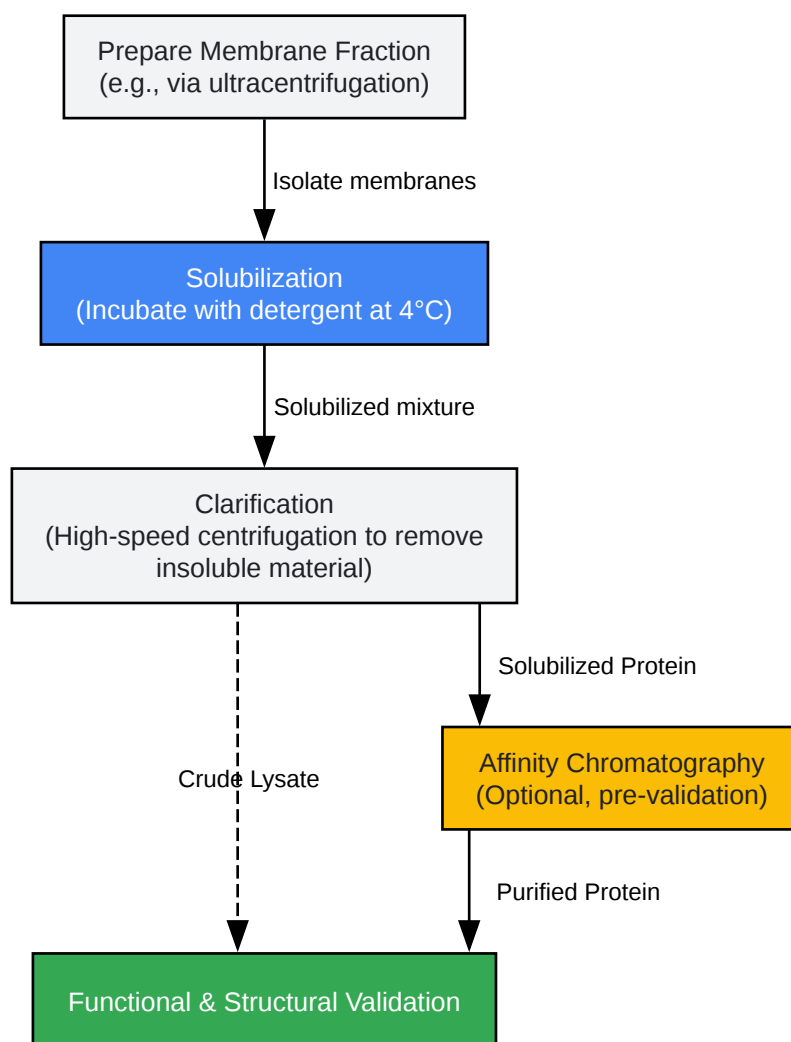 Prepare Membrane Fraction
(e.g., via ultracentrifugation)
Isolate membranes
Solubilization
(Incubate with detergent at 4°C)
Solubilized mixture
Clarification
(High-speed centrifugation to remove
insoluble material)
Solubilized Protein
Affinity Chromatography
(Optional, pre-validation)
Crude Lysate
Purified Protein
Functional & Structural Validation